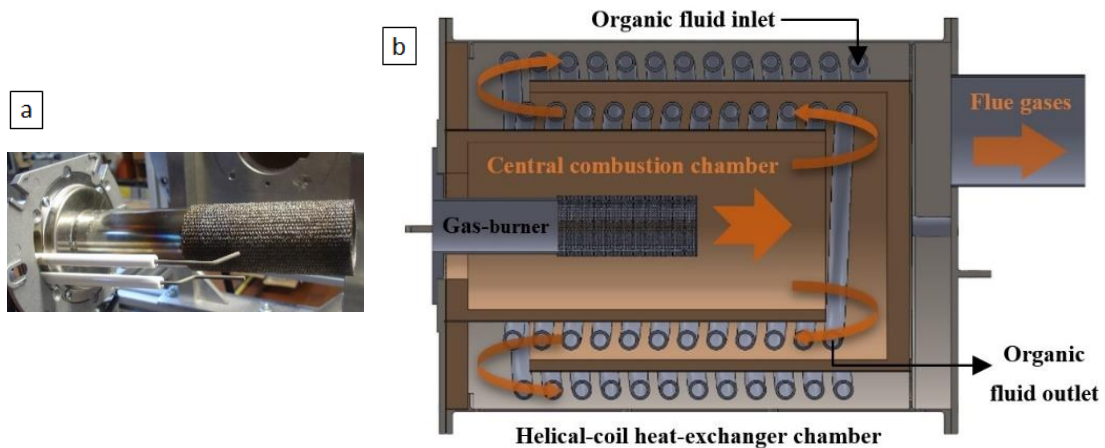 a
b
Organic fluid inlet
Flue gases
Central combustion chamber
Gas-burner
Organic
fluid outlet
Helical-coil heat-exchanger chamber